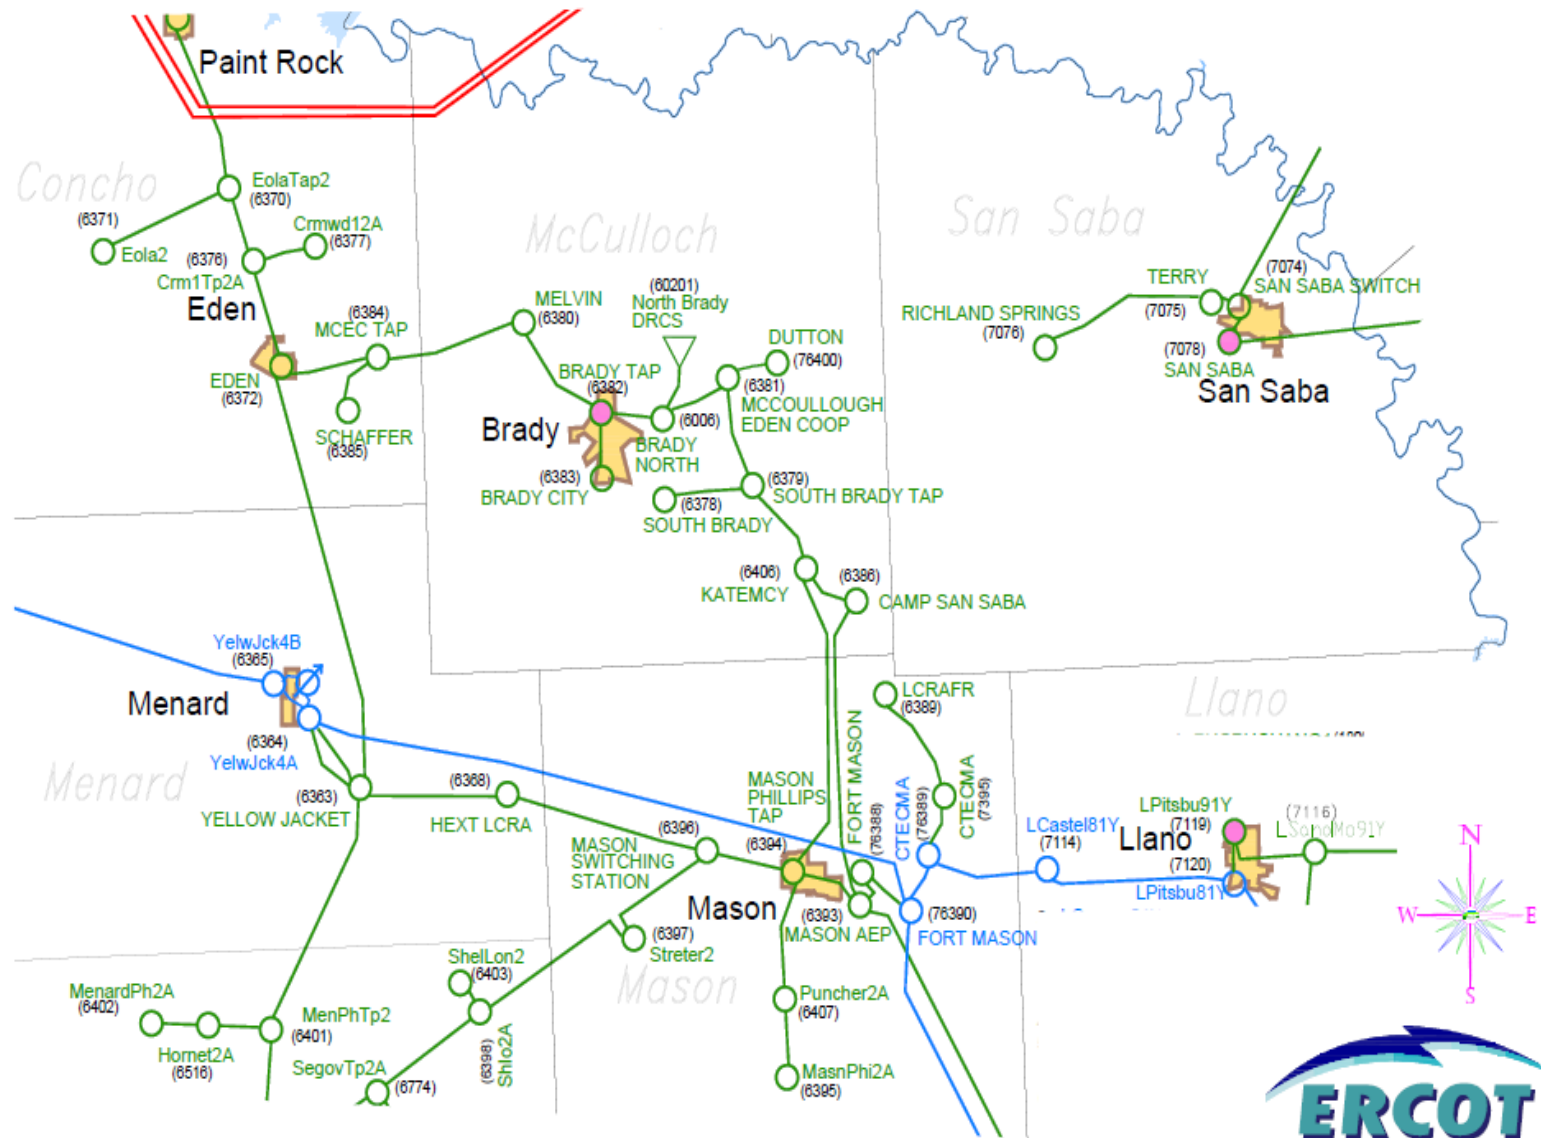 Paint Rock
Concho
EolaTap2
(6370)
(6371)
Eola2
Crmwd12A
(6377)
(6376)
Crm1Tp2A
Eden
(6384)
MCEC TAP
EDEN
(6372)
SCHAFFER
(6385)
McCulloch
MELVIN
(6380)
(60201)
North Brady
DRCS
DUTTON
(76400)
BRADY TAP
(6382)
(6381)
MCCOULLOUGH
EDEN COOP
Brady
(6006)
BRADY
NORTH
(6383)
BRADY CITY
(6379)
SOUTH BRADY TAP
(6378)
SOUTH BRADY
San Saba
TERRY
(7075)
(7074)
SAN SABA SWITCH
RICHLAND SPRINGS
(7076)
(7078)
SAN SABA
San Saba
(6406)
KATEMCY
(6386)
CAMP SAN SABA
YelwJck4B
(6365)
Menard
(6364)
YelwJck4A
Menard
(6363)
YELLOW JACKET
(6368)
HEXT LCRA
(6396)
MASON
SWITCHING
STATION
MASON
PHILLIPS
TAP
(6394)
FORT MASON
(76388)
LCRAFR
(6389)
CTECMA
(76389)
CTECMA
(7395)
Llano
LCastel81Y
(7114)
LPitsbu91Y
(7119)
Llano
(7116)
(7120)
LPitsbu81Y
Mason
(6393)
MASON AEP
(76390)
FORT MASON
(6397)
Streter2
Mason
ShelLon2
(6403)
(6398)
Shlo2A
MenardPh2A
(6402)
Hornet2A
(6516)
MenPhTp2
(6401)
SegovTp2A
(6774)
Puncher2A
(6407)
MasnPhi2A
(6395)
N
W
E
S
ERCOT